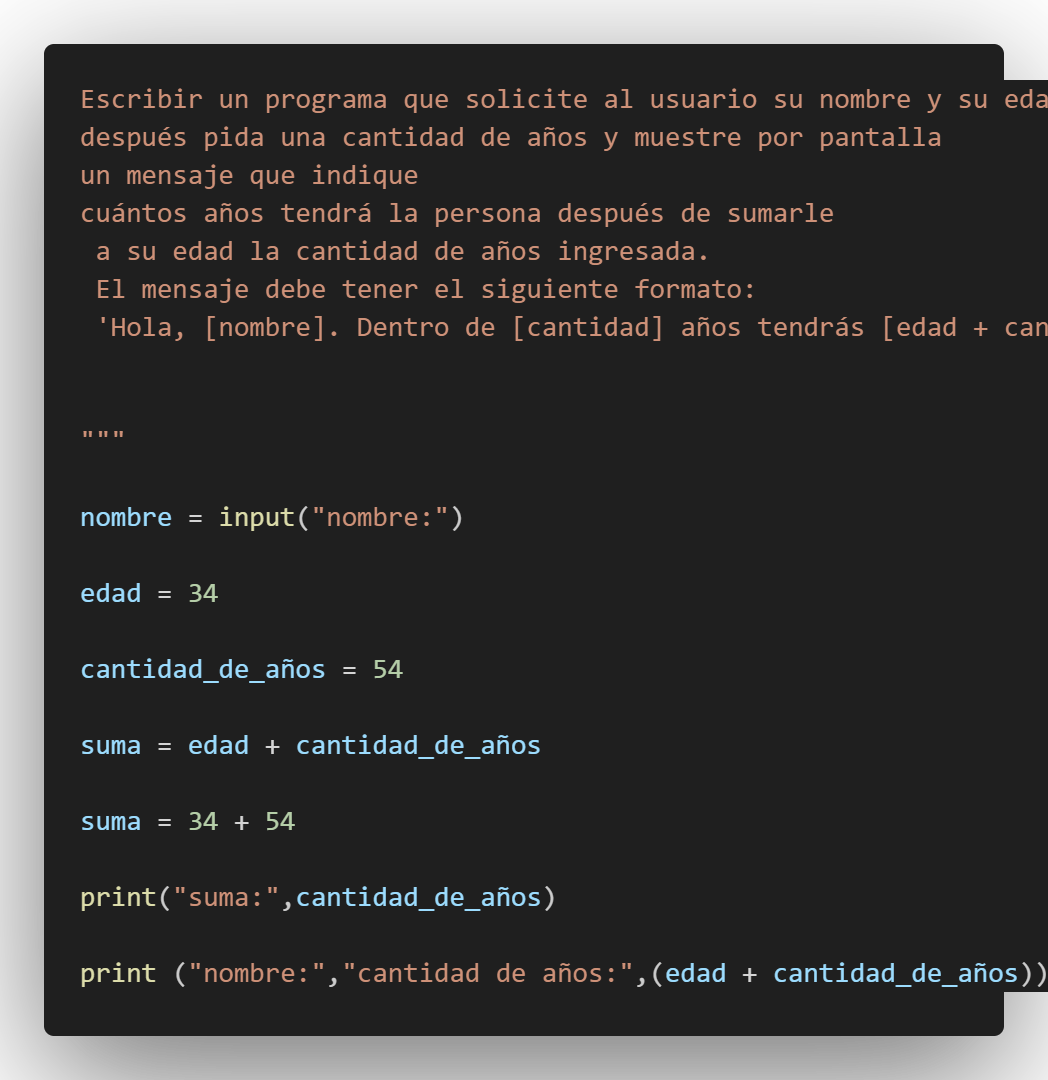 Escribir un programa que solicite al usuario su nombre y su eda
después pida una cantidad de años y muestre por pantalla
un mensaje que indique
cuántos años tendrá la persona después de sumarle
a su edad la cantidad de años ingresada.
El mensaje debe tener el siguiente formato:
'Hola, [nombre]. Dentro de [cantidad] años tendrás [edad + can
"""
nombre = input("nombre:")
edad = 34
cantidad_de_años = 54
suma = edad + cantidad_de_años
suma = 34 + 54
print("suma:",cantidad_de_años)
print ("nombre:","cantidad de años:",(edad + cantidad_de_años))